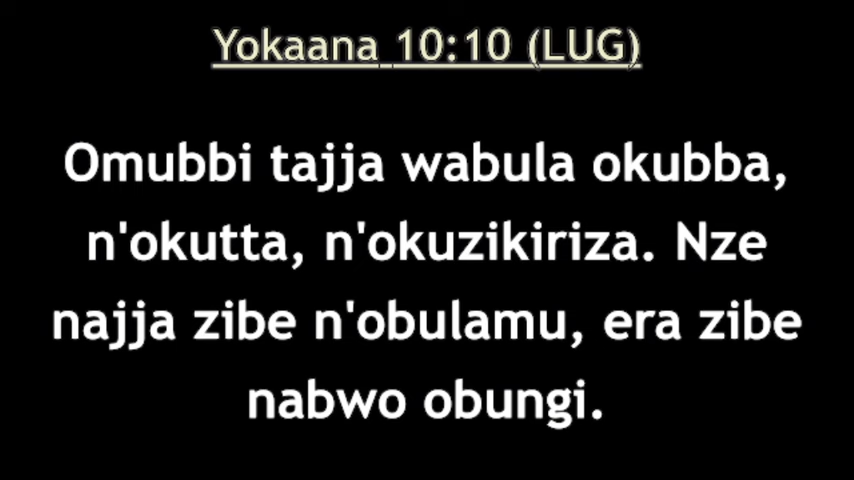 Yokaana 10:10 (LUG)
Omubbi tajja wabula okubba,
n'okutta, n'okuzikiriza. Nze
najja zibe n'obulamu, era zibe
nabwo obungi.